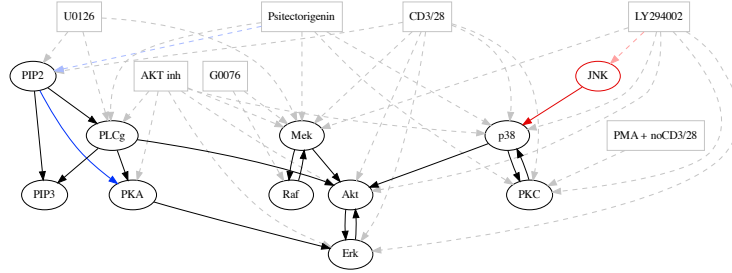 U0126
Psitectorigenin
CD3/28
LY294002
PIP2
AKT inh
G0076
JNK
PLCg
Mek
p38
PMA + noCD3/28
PIP3
PKA
Raf
Akt
PKC
Erk